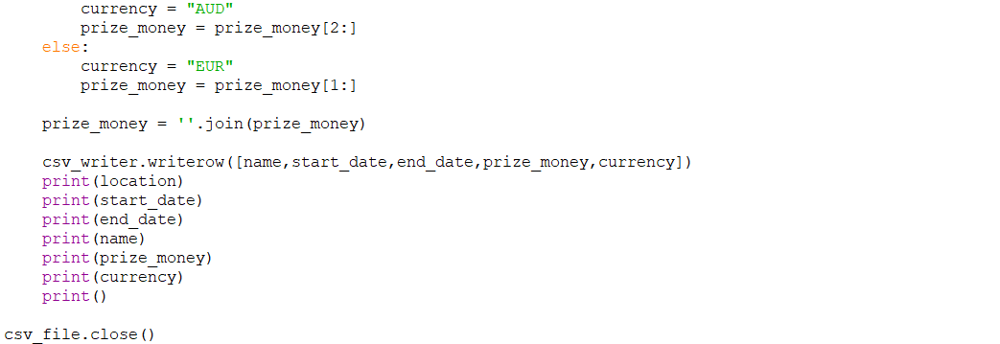 currency = "AUD"
        prize_money = prize_money[2:]
    else:
        currency = "EUR"
        prize_money = prize_money[1:]

    prize_money = ''.join(prize_money)

    csv_writer.writerow([name,start_date,end_date,prize_money,currency])
    print(location)
    print(start_date)
    print(end_date)
    print(name)
    print(prize_money)
    print(currency)
    print()

csv_file.close()